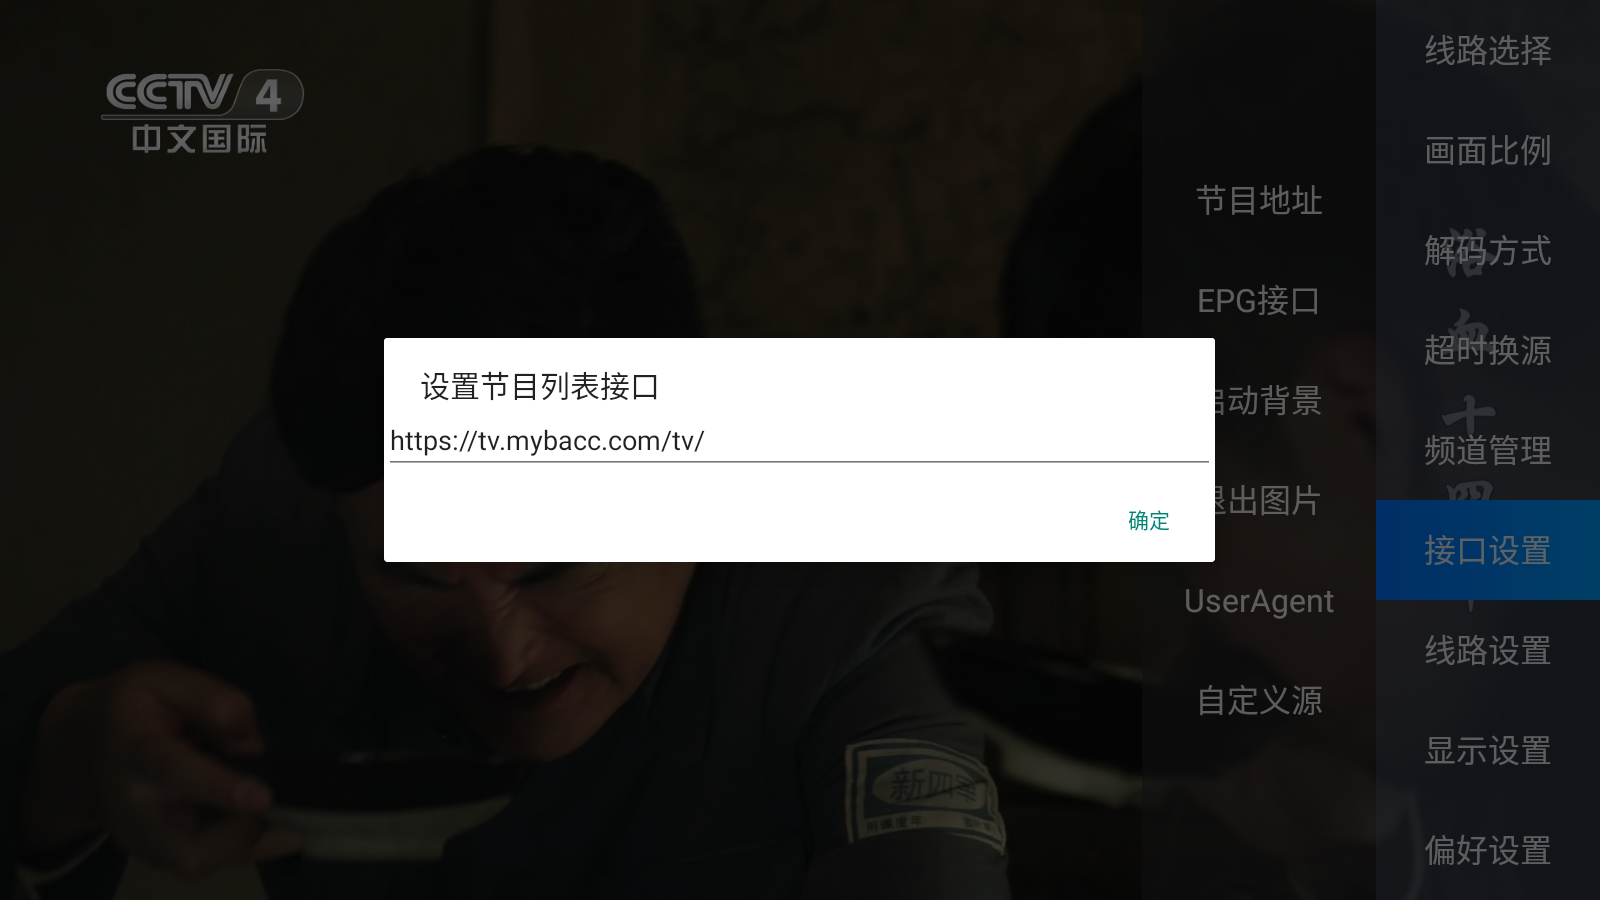 CCTV 4
中文国际
设置节目列表接口
https://tv.mybacc.com/tv/
确定
节目地址
EPG接口
启动背景
退出图片
UserAgent
自定义源
线路选择
画面比例
解码方式
超时换源
频道管理
接口设置
线路设置
显示设置
偏好设置
浴
血
十
四
新四军